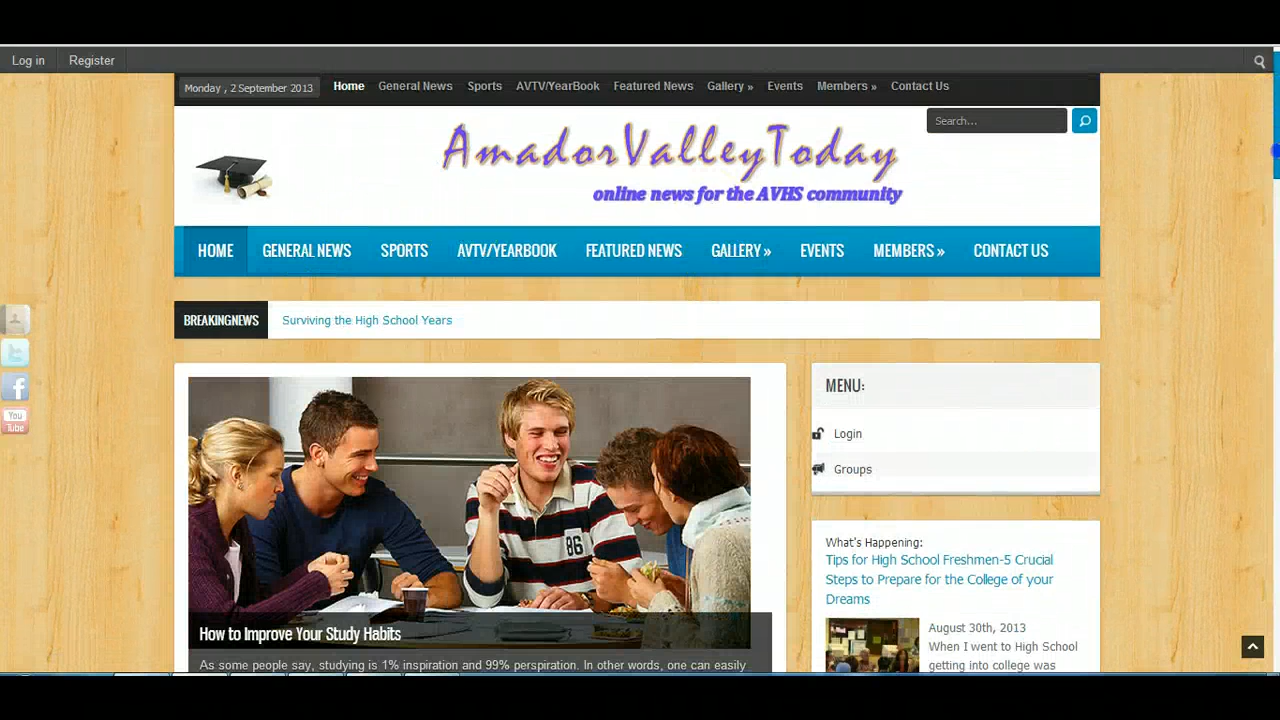 Log in Register
Monday , 2 September 2013 Home General News Sports AVTV/YearBook Featured News Gallery » Events Members » Contact Us
Search...
AmadorValleyToday
online news for the AVHS community
HOME GENERAL NEWS SPORTS AVTV/YEARBOOK FEATURED NEWS GALLERY » EVENTS MEMBERS » CONTACT US
BREAKINGNEWS Surviving the High School Years
You
Tube
86
How to Improve Your Study Habits
As some people say, studying is 1% inspiration and 99% perspiration. In other words, one can easily
MENU:
Login
Groups
What's Happening:
Tips for High School Freshmen-5 Crucial
Steps to Prepare for the College of your
Dreams
August 30th, 2013
When I went to High School
getting into college was